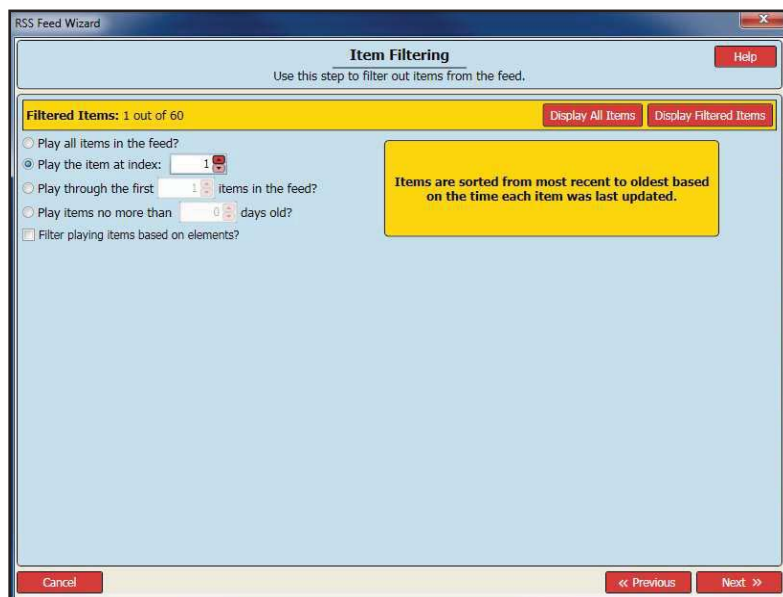 RSS Feed Wizard
Item Filtering
Help
Use this step to filter out items from the feed.
Filtered Items: 1 out of 60
Display All Items
Display Filtered Items
Play all items in the feed?
Play the item at index: 1
Play through the first 1 items in the feed?
Play items no more than 0 days old?
Filter playing items based on elements?
Items are sorted from most recent to oldest based
on the time each item was last updated.
Cancel
« Previous
Next »